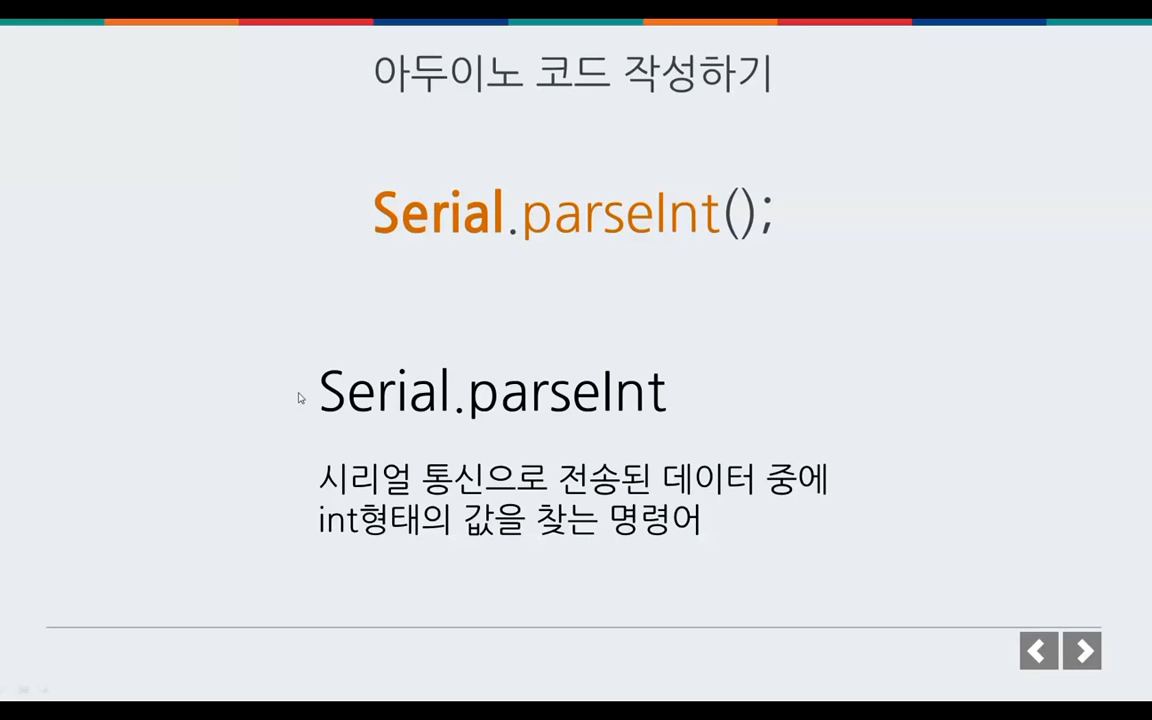 아두이노 코드 작성하기
Serial.parseInt();
Serial.parseInt
시리얼 통신으로 전송된 데이터 중에
int형태의 값을 찾는 명령어